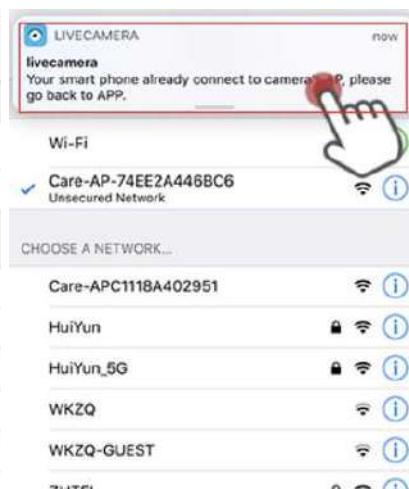 LIVECAMERA now
livecamera
Your smart phone already connect to camera P, please
go back to APP.
Wi-Fi
Care-AP-74EE2A446BC6
Unsecured Network
CHOOSE A NETWORK...
Care-APC1118A402951
HuiYun
HuiYun_5G
WKZQ
WKZQ-GUEST